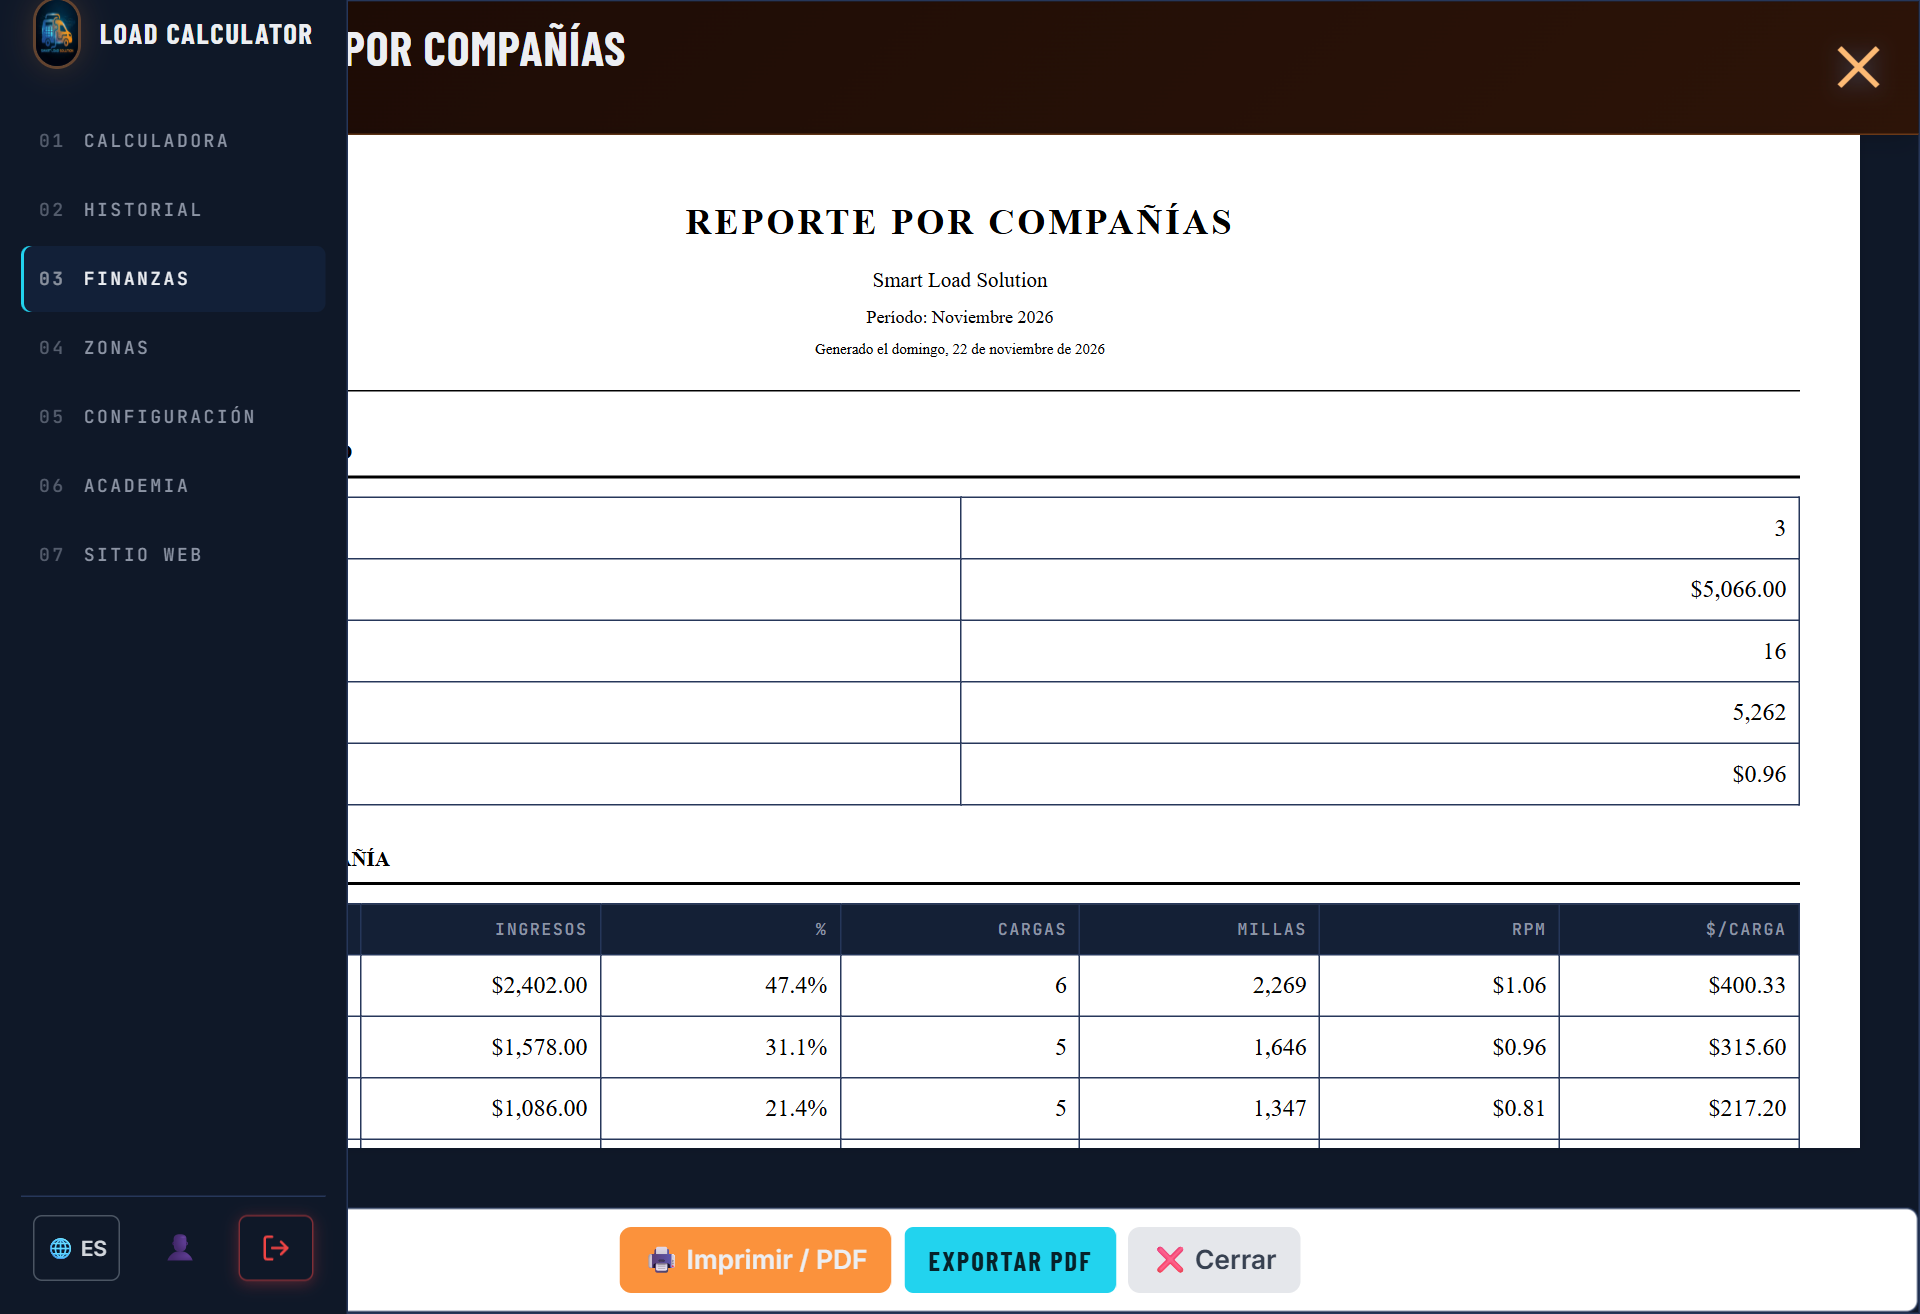 LOAD CALCULATOR
POR COMPAÑÍAS
01 CALCULADORA
02 HISTORIAL
03 FINANZAS
04 ZONAS
05 CONFIGURACIÓN
06 ACADEMIA
07 SITIO WEB
ES
REPORTE POR COMPAÑÍAS
Smart Load Solution
Período: Noviembre 2026
Generado el domingo, 22 de noviembre de 2026
3
$5,066.00
16
5,262
$0.96
AÑÍA
INGRESOS % CARGAS MILLAS RPM $/CARGA
$2,402.00 47.4% 6 2,269 $1.06 $400.33
$1,578.00 31.1% 5 1,646 $0.96 $315.60
$1,086.00 21.4% 5 1,347 $0.81 $217.20
Imprimir / PDF
EXPORTAR PDF
Cerrar